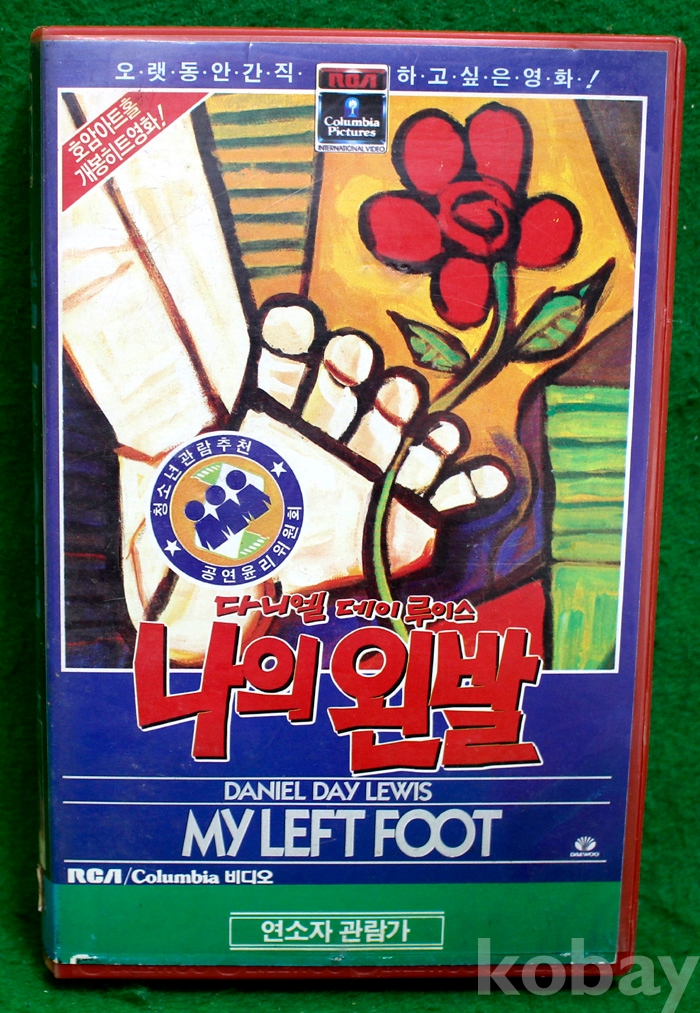 오·랫·동·안·간·직·하·고·싶·은·영·화·!
RCA
Columbia
Pictures
INTERNATIONAL VIDEO
호암아트홀
개봉히트영화!
청소년관람추천
공연윤리위원회
다니엘 데이 루이스
나의 왼발
DANIEL DAY LEWIS
MY LEFT FOOT
DAEWOO
RCA/Columbia 비디오
연소자 관람가
kobay